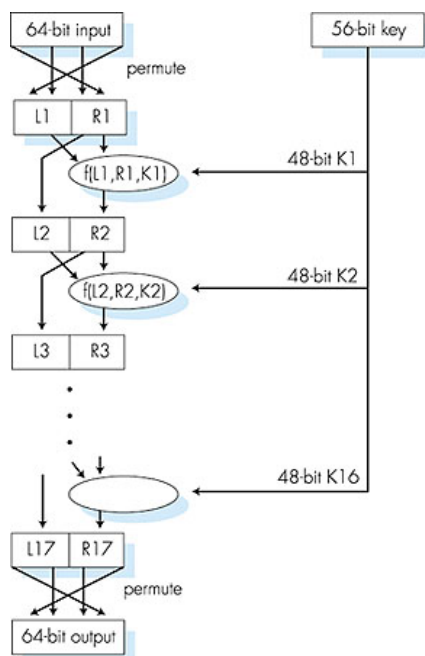 64-bit input
56-bit key
permute
L1 R1
48-bit K1
f(L1,R1,K1)
L2 R2
48-bit K2
f(L2,R2,K2)
L3 R3
48-bit K16
L17 R17
permute
64-bit output